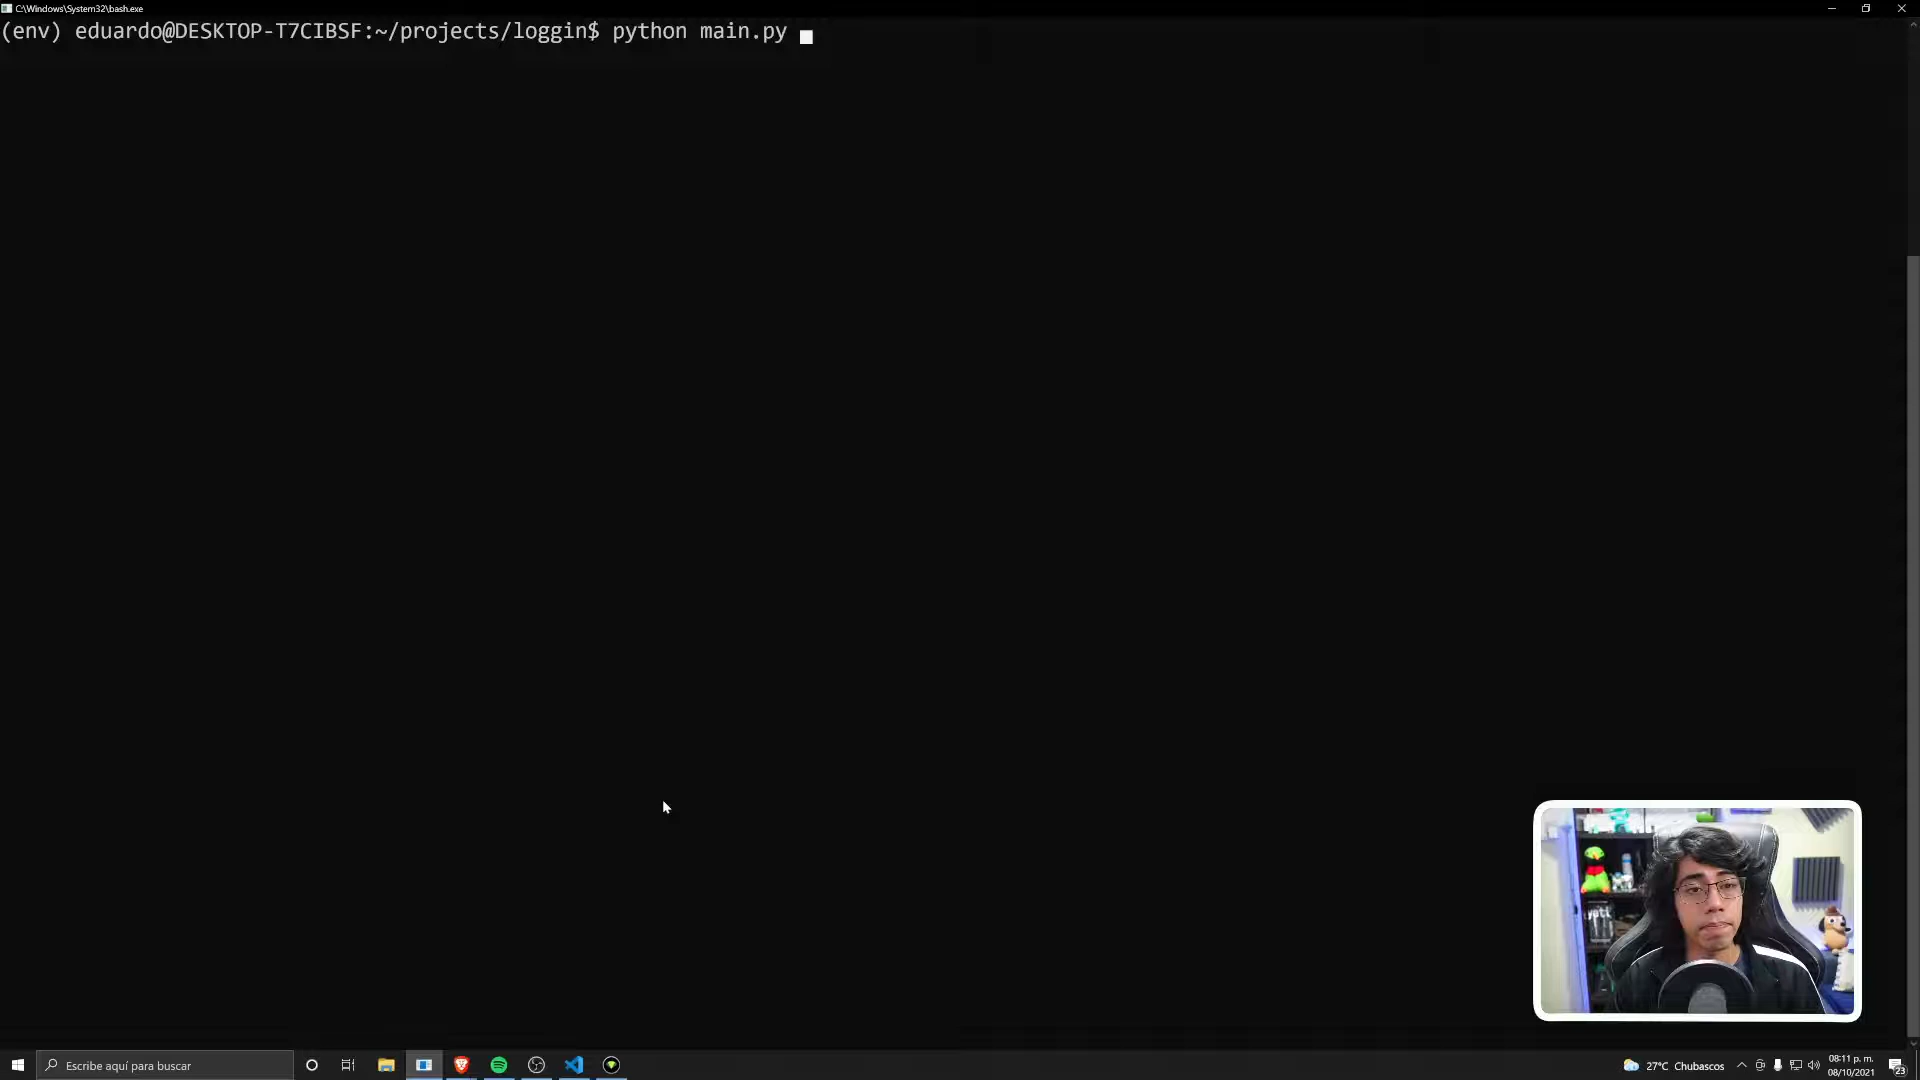 C:\Windows\System32\bash.exe
(env) eduardo@DESKTOP-T7CIBSF:~/projects/loggin$ python main.py
Escribe aquí para buscar
27°C Chubascos
08:11 p. m.
08/10/2021
23